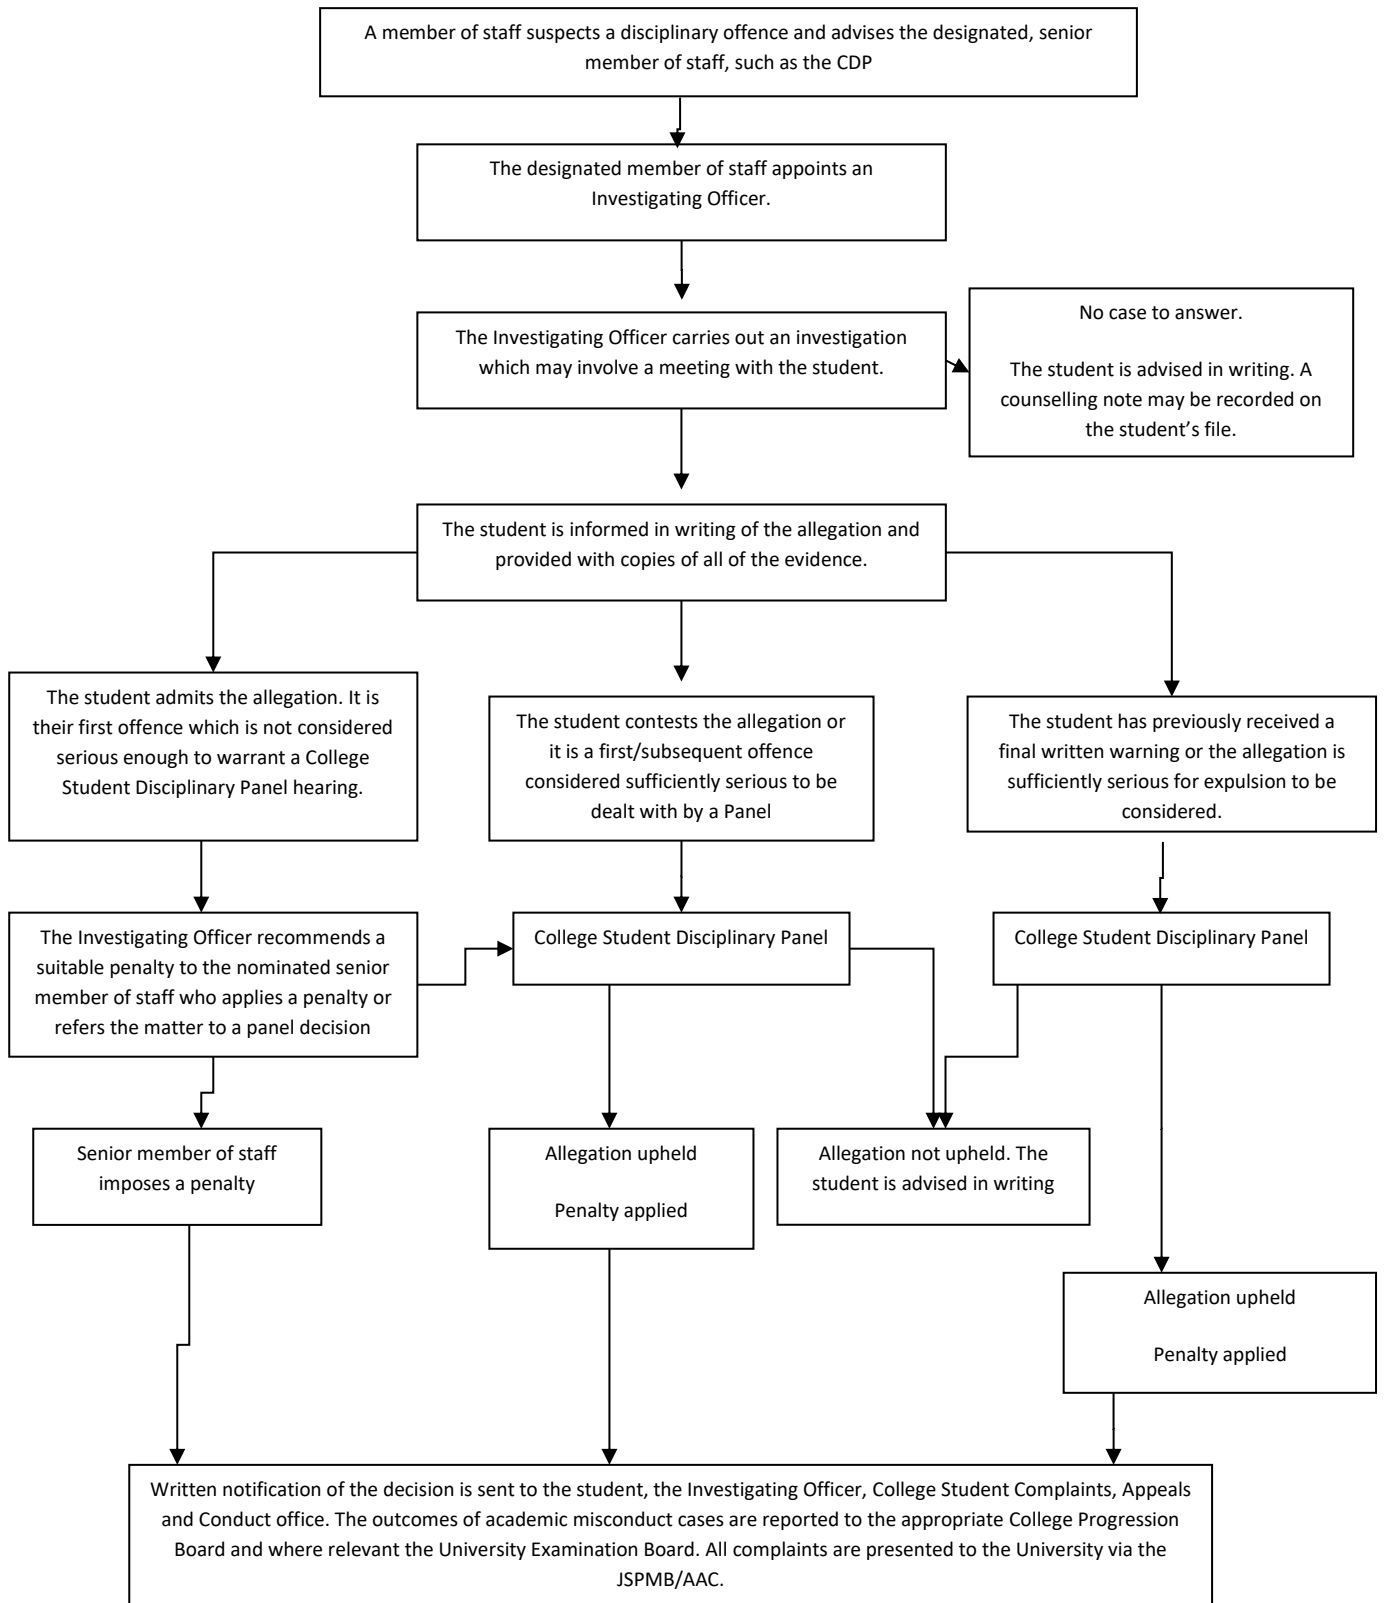 A member of staff suspects a disciplinary offence and advises the designated, senior
member of staff, such as the CDP
The designated member of staff appoints an
Investigating Officer.
The Investigating Officer carries out an investigation
which may involve a meeting with the student.
No case to answer.
The student is advised in writing. A
counselling note may be recorded on
the student’s file.
The student is informed in writing of the allegation and
provided with copies of all of the evidence.
The student admits the allegation. It is
their first offence which is not considered
serious enough to warrant a College
Student Disciplinary Panel hearing.
The student contests the allegation or
it is a first/subsequent offence
considered sufficiently serious to be
dealt with by a Panel
The student has previously received a
final written warning or the allegation is
sufficiently serious for expulsion to be
considered.
The Investigating Officer recommends a
suitable penalty to the nominated senior
member of staff who applies a penalty or
refers the matter to a panel decision
College Student Disciplinary Panel
College Student Disciplinary Panel
Senior member of staff
imposes a penalty
Allegation upheld
Penalty applied
Allegation not upheld. The
student is advised in writing
Allegation upheld
Penalty applied
Written notification of the decision is sent to the student, the Investigating Officer, College Student Complaints, Appeals
and Conduct office. The outcomes of academic misconduct cases are reported to the appropriate College Progression
Board and where relevant the University Examination Board. All complaints are presented to the University via the
JSPMB/AAC.